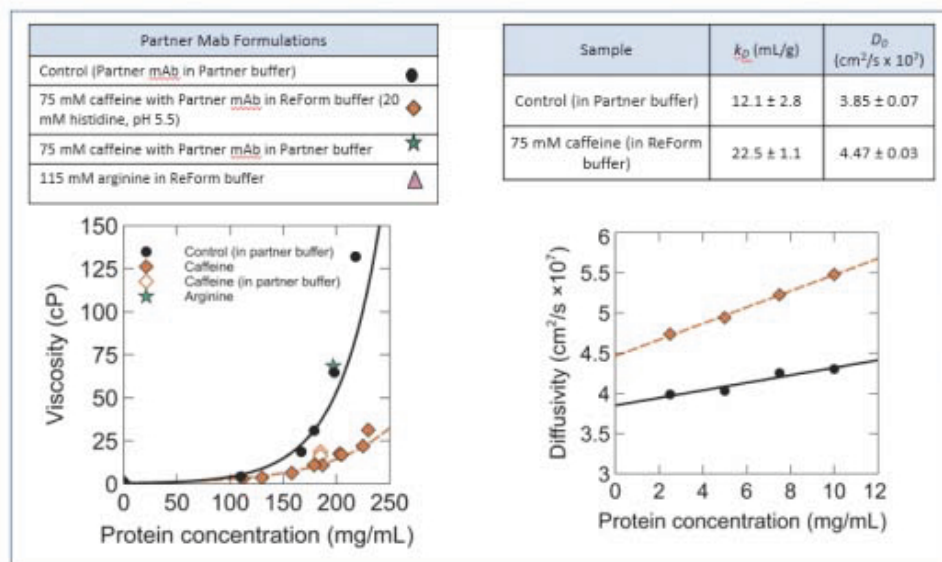 Partner Mab Formulations
Control (Partner mAb in Partner buffer)
75 mM caffeine with Partner mAb in ReForm buffer (20
mM histidine, pH 5.5)
75 mM caffeine with Partner mAb in Partner buffer
115 mM arginine in ReForm buffer
Sample
kD (mL/g)
D0
(cm²/s x 10⁷)
Control (in Partner buffer)
12.1 ± 2.8
3.85 ± 0.07
75 mM caffeine (in ReForm
buffer)
22.5 ± 1.1
4.47 ± 0.03
150
125
100
75
50
25
0
Viscosity (cP)
Control (in partner buffer)
Caffeine
Caffeine (in partner buffer)
Arginine
0 50 100 150 200 250
Protein concentration (mg/mL)
6
5.5
5
4.5
4
3.5
3
Diffusivity (cm²/s ×10⁷)
0 2 4 6 8 10 12
Protein concentration (mg/mL)